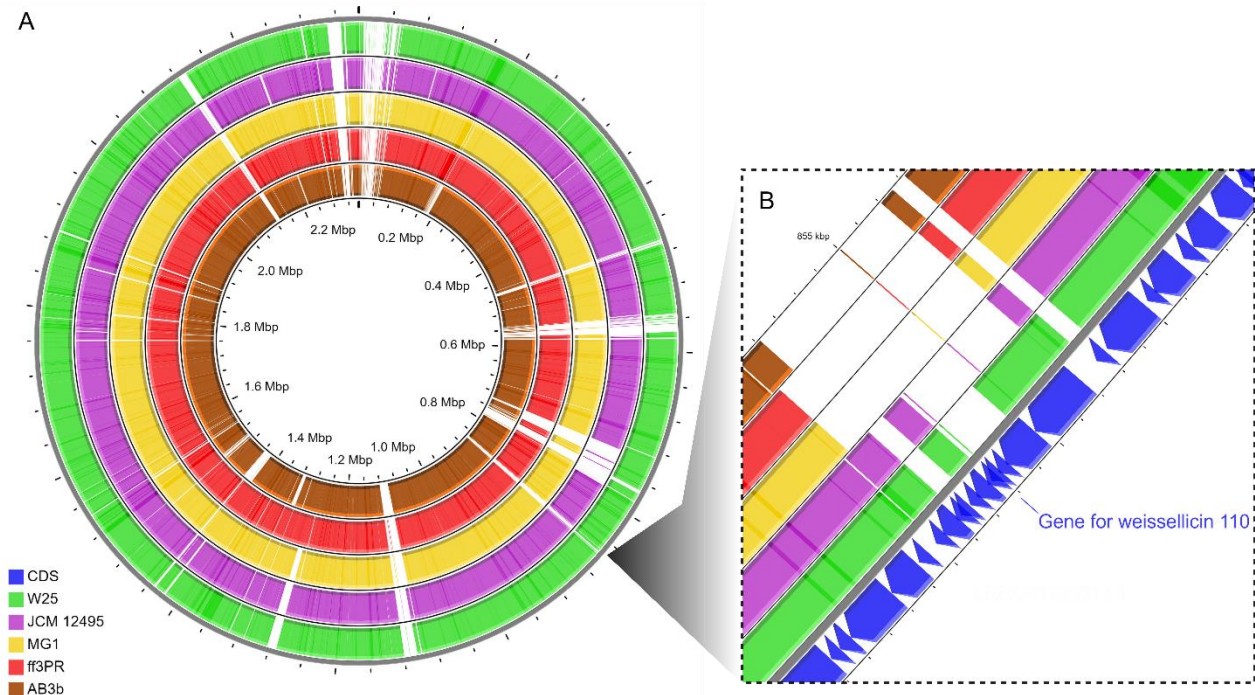 A
0.2 Mbp
0.4 Mbp
0.6 Mbp
0.8 Mbp
1.0 Mbp
1.2 Mbp
1.4 Mbp
1.6 Mbp
1.8 Mbp
2.0 Mbp
2.2 Mbp
CDS
W25
JCM 12495
MG1
ff3PR
AB3b
B
855 kbp
Gene for weissellicin 110